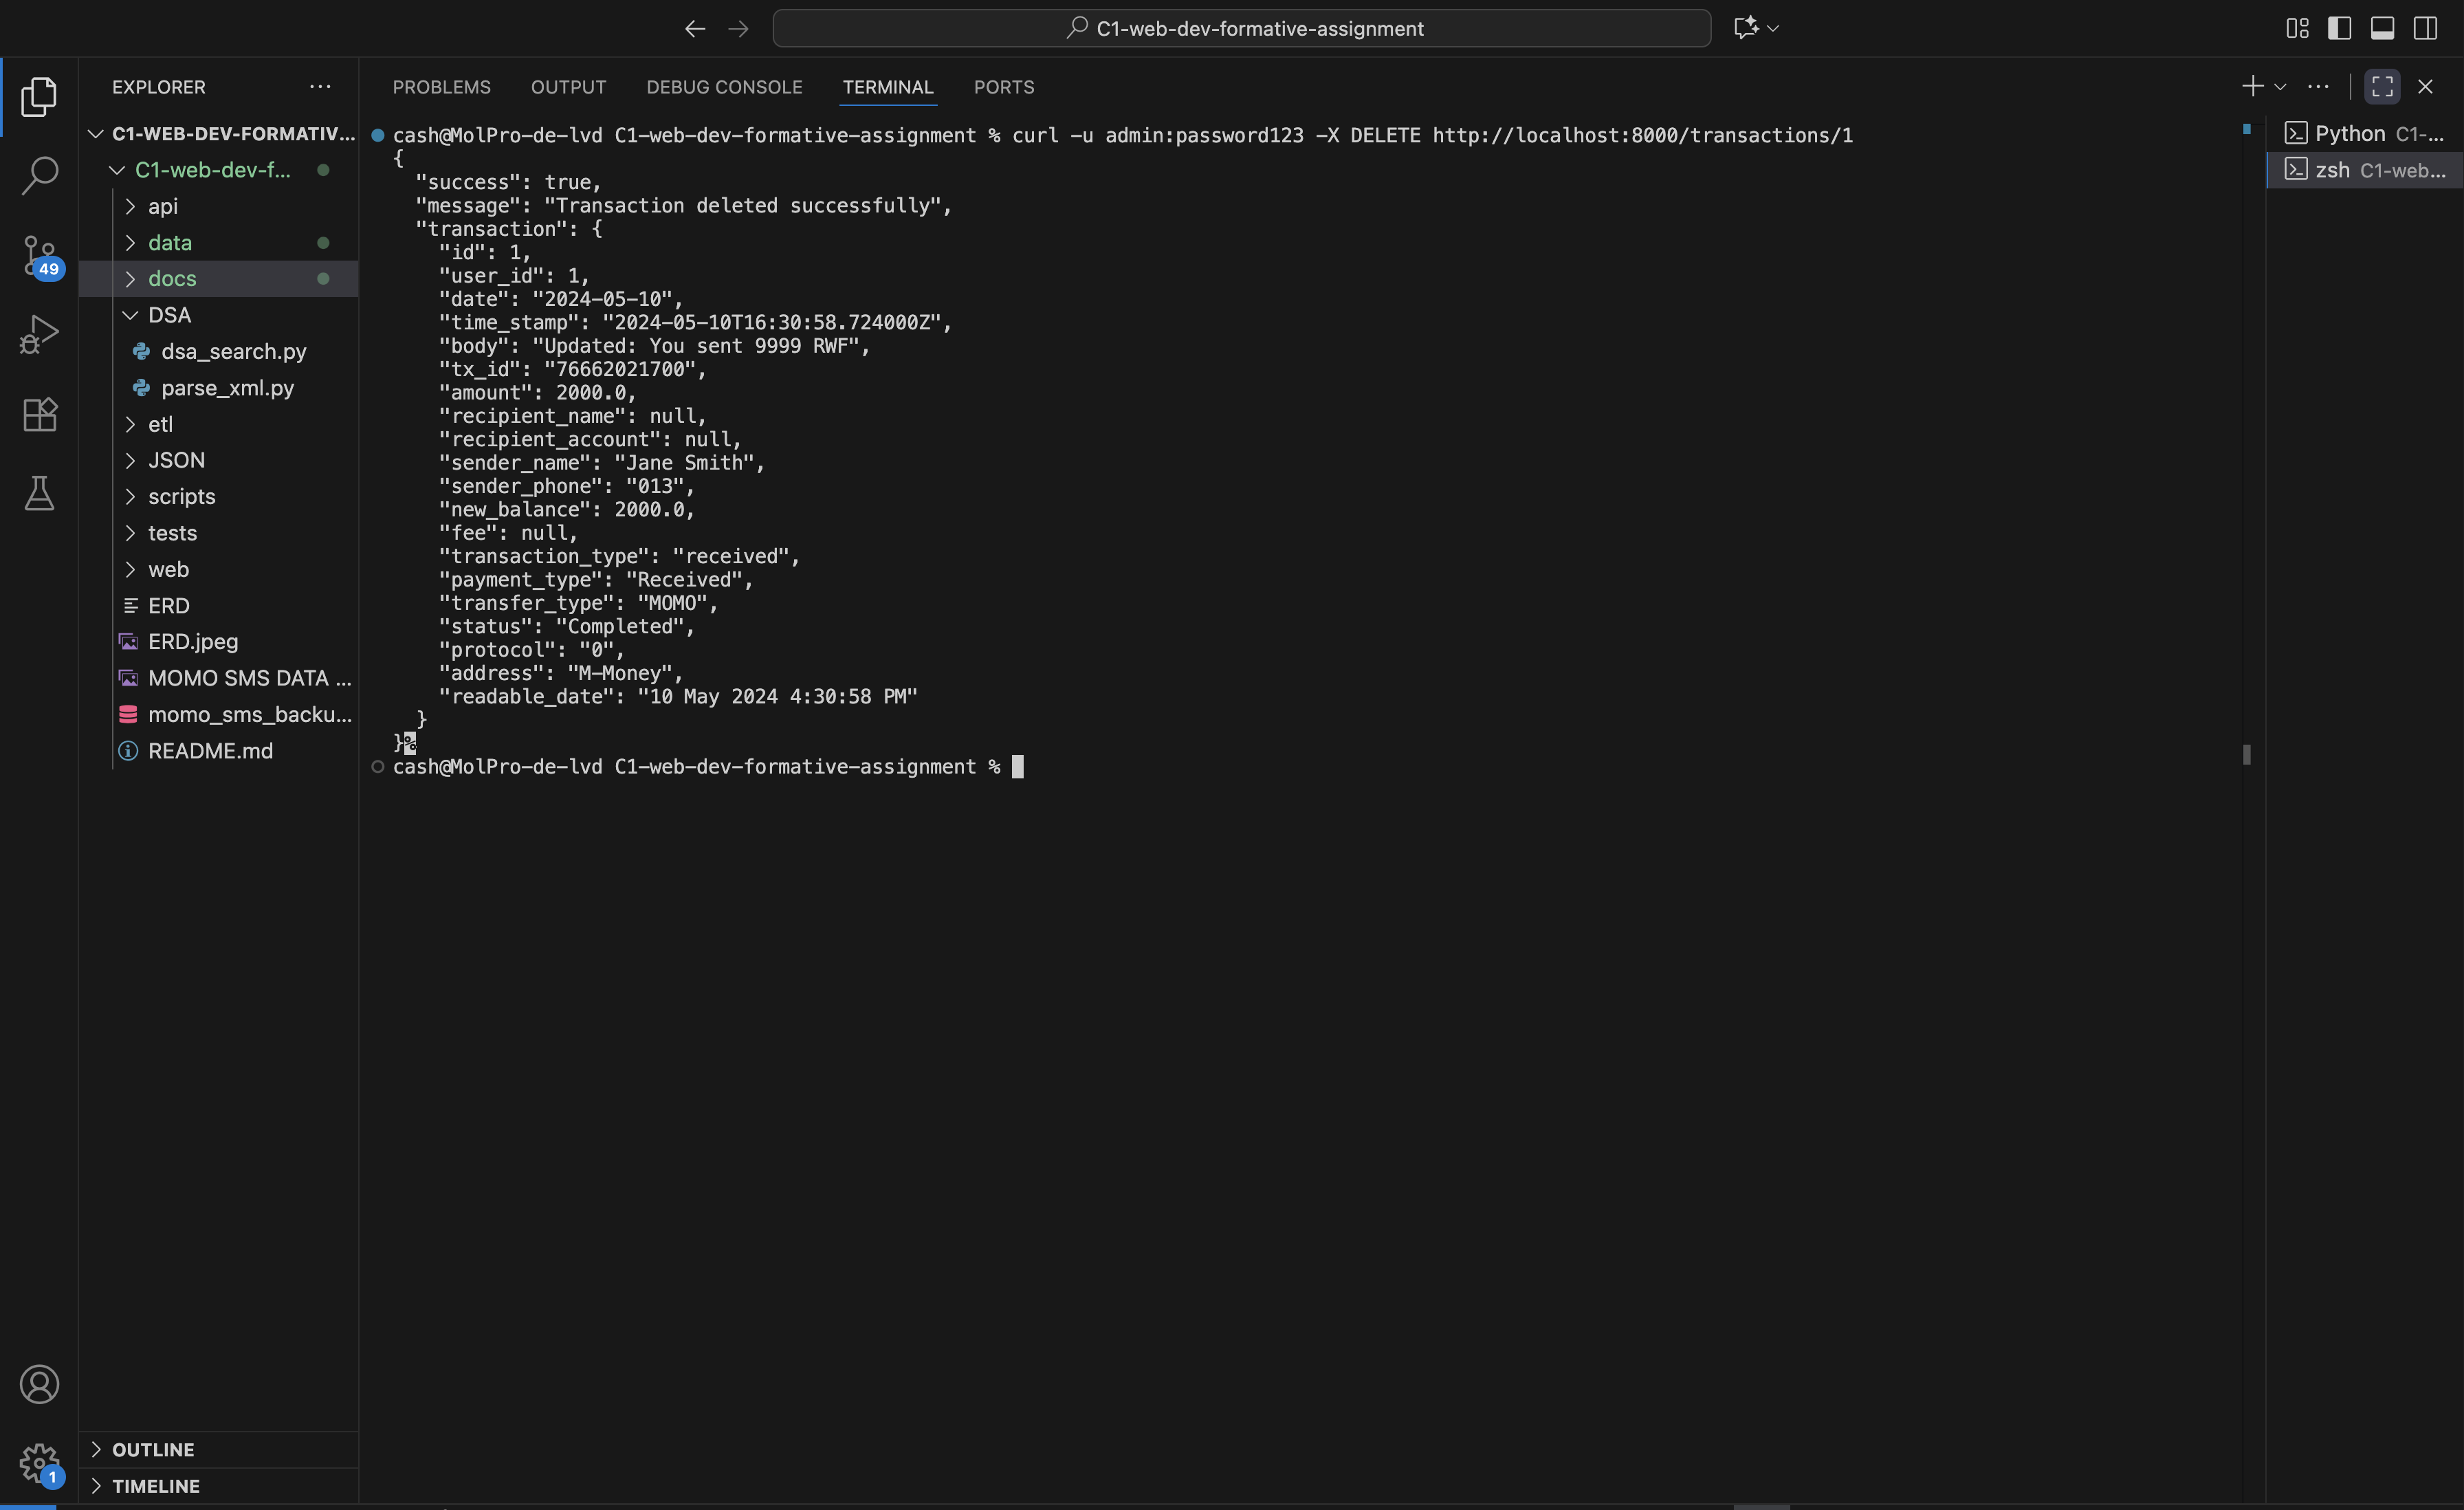 C1-web-dev-formative-assignment
EXPLORER
C1-WEB-DEV-FORMATIV...
C1-web-dev-f...
api
data
docs
DSA
dsa_search.py
parse_xml.py
etl
JSON
scripts
tests
web
ERD
ERD.jpeg
MOMO SMS DATA ...
momo_sms_backu...
README.md
OUTLINE
TIMELINE
49
1
PROBLEMS OUTPUT DEBUG CONSOLE TERMINAL PORTS
cash@MolPro-de-lvd C1-web-dev-formative-assignment % curl -u admin:password123 -X DELETE http://localhost:8000/transactions/1
{
  "success": true,
  "message": "Transaction deleted successfully",
  "transaction": {
    "id": 1,
    "user_id": 1,
    "date": "2024-05-10",
    "time_stamp": "2024-05-10T16:30:58.724000Z",
    "body": "Updated: You sent 9999 RWF",
    "tx_id": "76662021700",
    "amount": 2000.0,
    "recipient_name": null,
    "recipient_account": null,
    "sender_name": "Jane Smith",
    "sender_phone": "013",
    "new_balance": 2000.0,
    "fee": null,
    "transaction_type": "received",
    "payment_type": "Received",
    "transfer_type": "MOMO",
    "status": "Completed",
    "protocol": "0",
    "address": "M-Money",
    "readable_date": "10 May 2024 4:30:58 PM"
  }
}%
cash@MolPro-de-lvd C1-web-dev-formative-assignment %
Python C1-...
zsh C1-web...